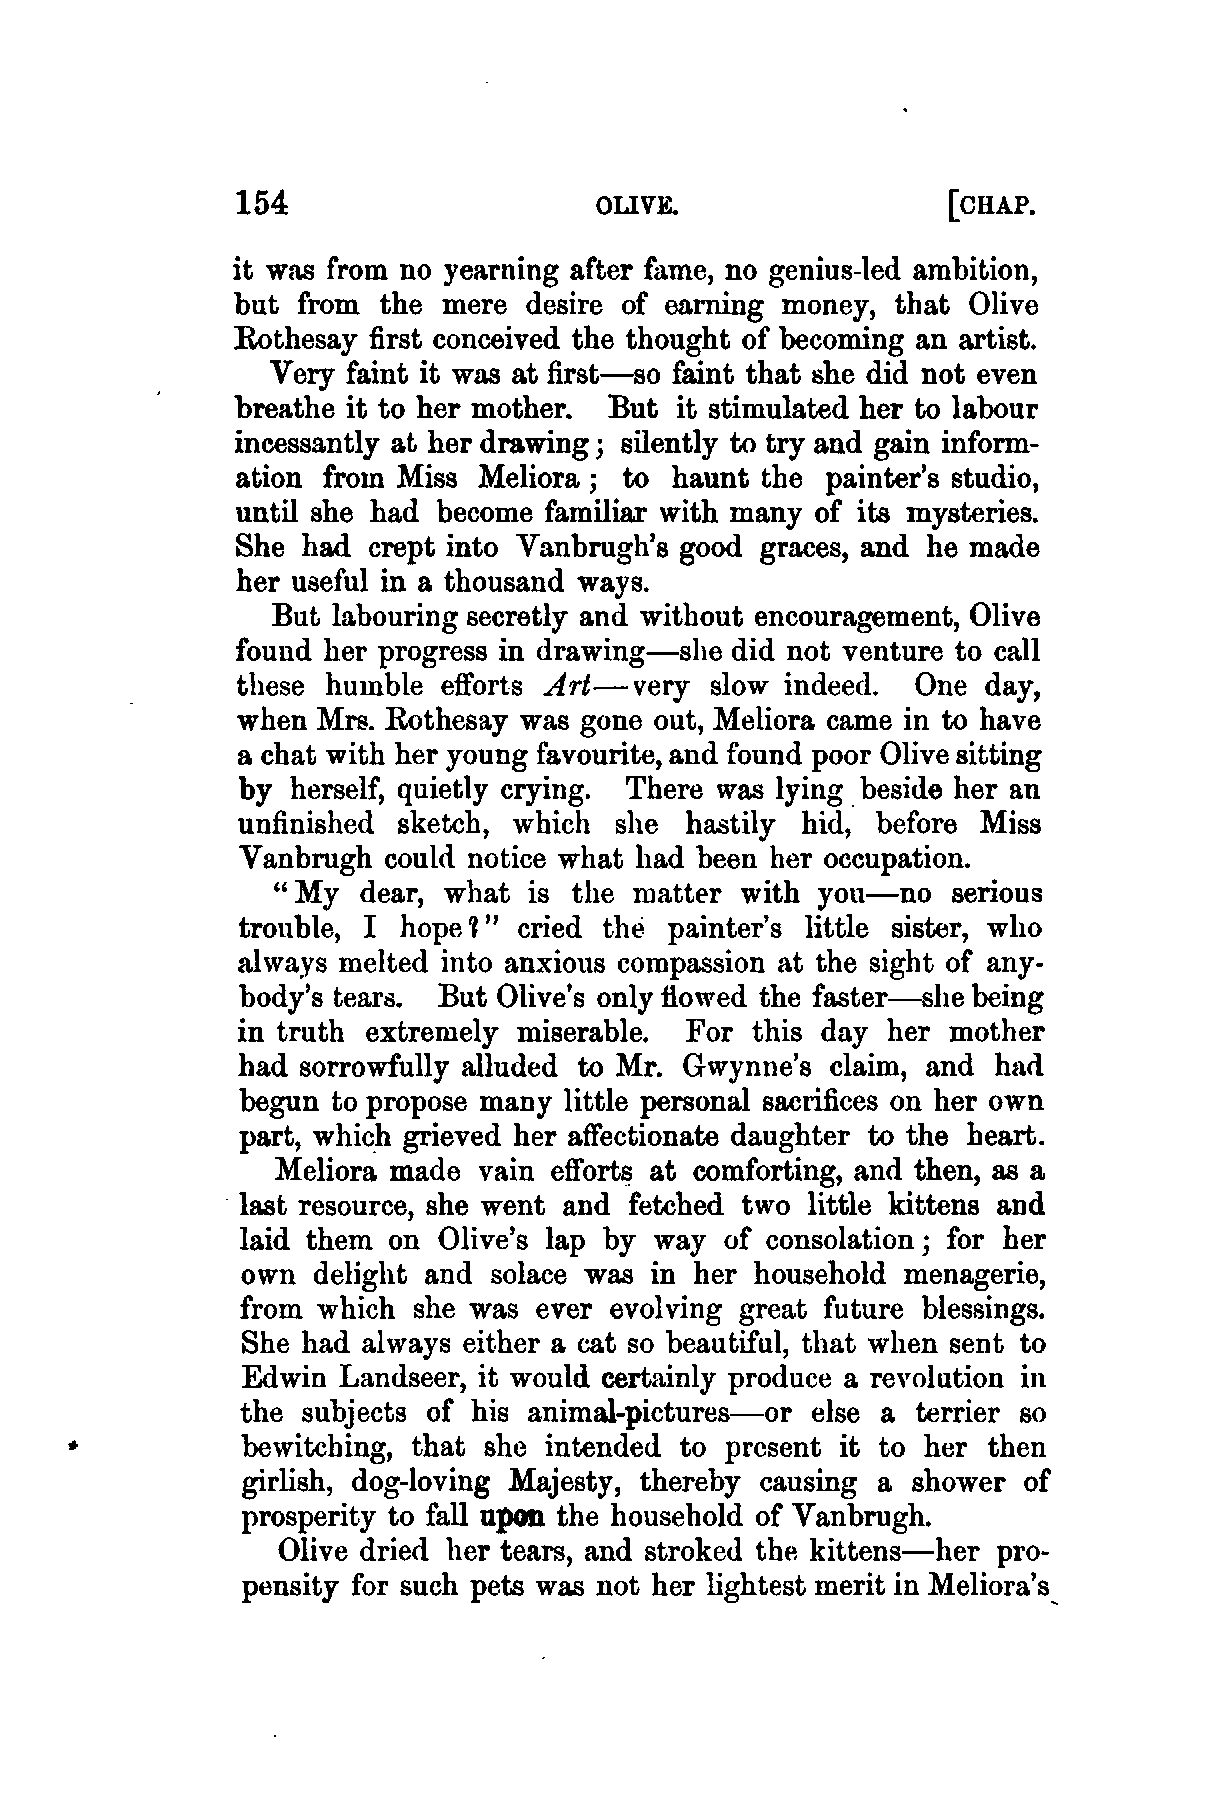 154 OLIVE. [CHAP.
it was from no yearning after fame, no genius-led ambition,
but from the mere desire of earning money, that Olive
Rothesay first conceived the thought of becoming an artist.
Very faint it was at first—so faint that she did not even
breathe it to her mother. But it stimulated her to labour
incessantly at her drawing; silently to try and gain inform-
ation from Miss Meliora; to haunt the painter's studio,
until she had become familiar with many of its mysteries.
She had crept into Vanbrugh's good graces, and he made
her useful in a thousand ways.
But labouring secretly and without encouragement, Olive
found her progress in drawing—she did not venture to call
these humble efforts Art—very slow indeed. One day,
when Mrs. Rothesay was gone out, Meliora came in to have
a chat with her young favourite, and found poor Olive sitting
by herself, quietly crying. There was lying beside her an
unfinished sketch, which she hastily hid, before Miss
Vanbrugh could notice what had been her occupation.
"My dear, what is the matter with you—no serious
trouble, I hope?" cried the painter's little sister, who
always melted into anxious compassion at the sight of any-
body's tears. But Olive's only flowed the faster—she being
in truth extremely miserable. For this day her mother
had sorrowfully alluded to Mr. Gwynne's claim, and had
begun to propose many little personal sacrifices on her own
part, which grieved her affectionate daughter to the heart.
Meliora made vain efforts at comforting, and then, as a
last resource, she went and fetched two little kittens and
laid them on Olive's lap by way of consolation; for her
own delight and solace was in her household menagerie,
from which she was ever evolving great future blessings.
She had always either a cat so beautiful, that when sent to
Edwin Landseer, it would certainly produce a revolution in
the subjects of his animal-pictures—or else a terrier so
bewitching, that she intended to present it to her then
girlish, dog-loving Majesty, thereby causing a shower of
prosperity to fall upon the household of Vanbrugh.
Olive dried her tears, and stroked the kittens—her pro-
pensity for such pets was not her lightest merit in Meliora's